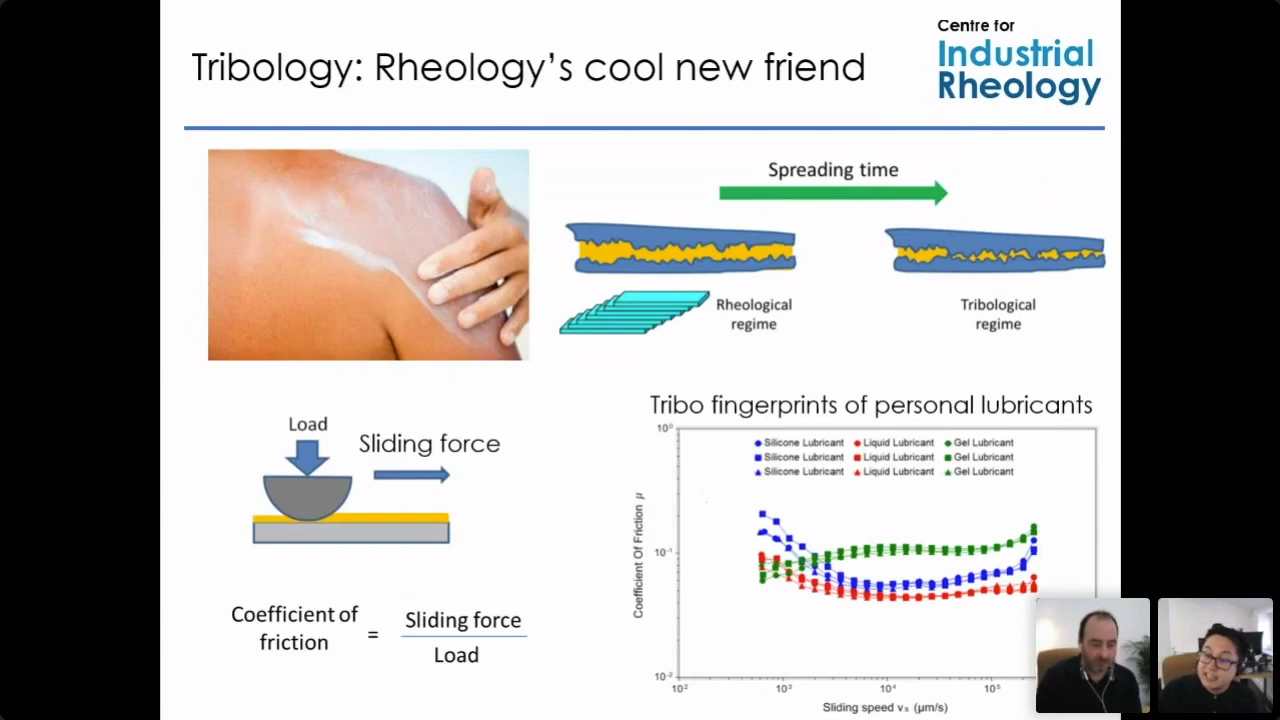 Tribology: Rheology's cool new friend
Centre for
Industrial
Rheology
Spreading time
Rheological
regime
Tribological
regime
Load
Sliding force
Coefficient of
friction
=
Sliding force
Load
Tribo fingerprints of personal lubricants
Silicone Lubricant Liquid Lubricant Gel Lubricant
Silicone Lubricant Liquid Lubricant Gel Lubricant
Silicone Lubricant Liquid Lubricant Gel Lubricant
Coefficient Of Friction μ
10⁰
10⁻¹
10⁻²
10² 10³ 10⁴ 10⁵
Sliding speed vₛ (μm/s)